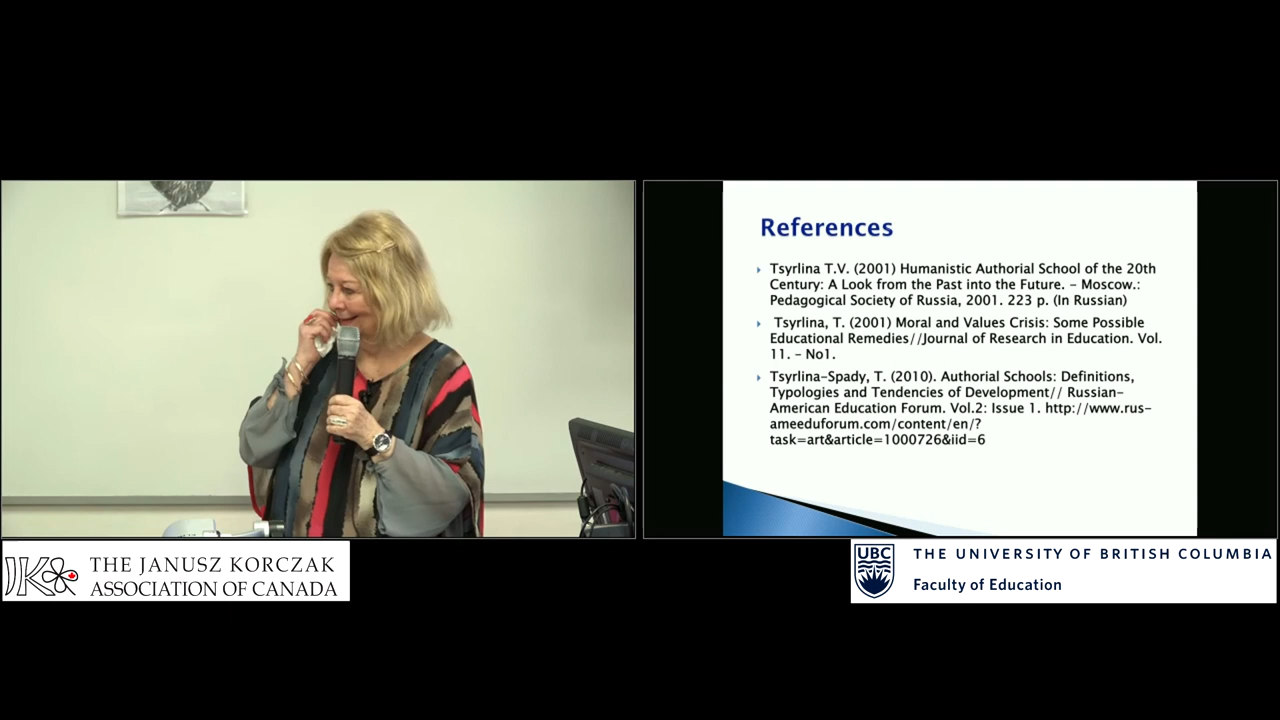 References
Tsyrlina T.V. (2001) Humanistic Authorial School of the 20th
Century: A Look from the Past into the Future. – Moscow.:
Pedagogical Society of Russia, 2001. 223 p. (In Russian)
Tsyrlina, T. (2001) Moral and Values Crisis: Some Possible
Educational Remedies//Journal of Research in Education. Vol.
11. – No1.
Tsyrlina-Spady, T. (2010). Authorial Schools: Definitions,
Typologies and Tendencies of Development// Russian-
American Education Forum. Vol.2: Issue 1. http://www.rus-
ameeduforum.com/content/en/?
task=art&article=1000726&iid=6
JK
THE JANUSZ KORCZAK
ASSOCIATION OF CANADA
UBC
THE UNIVERSITY OF BRITISH COLUMBIA
Faculty of Education